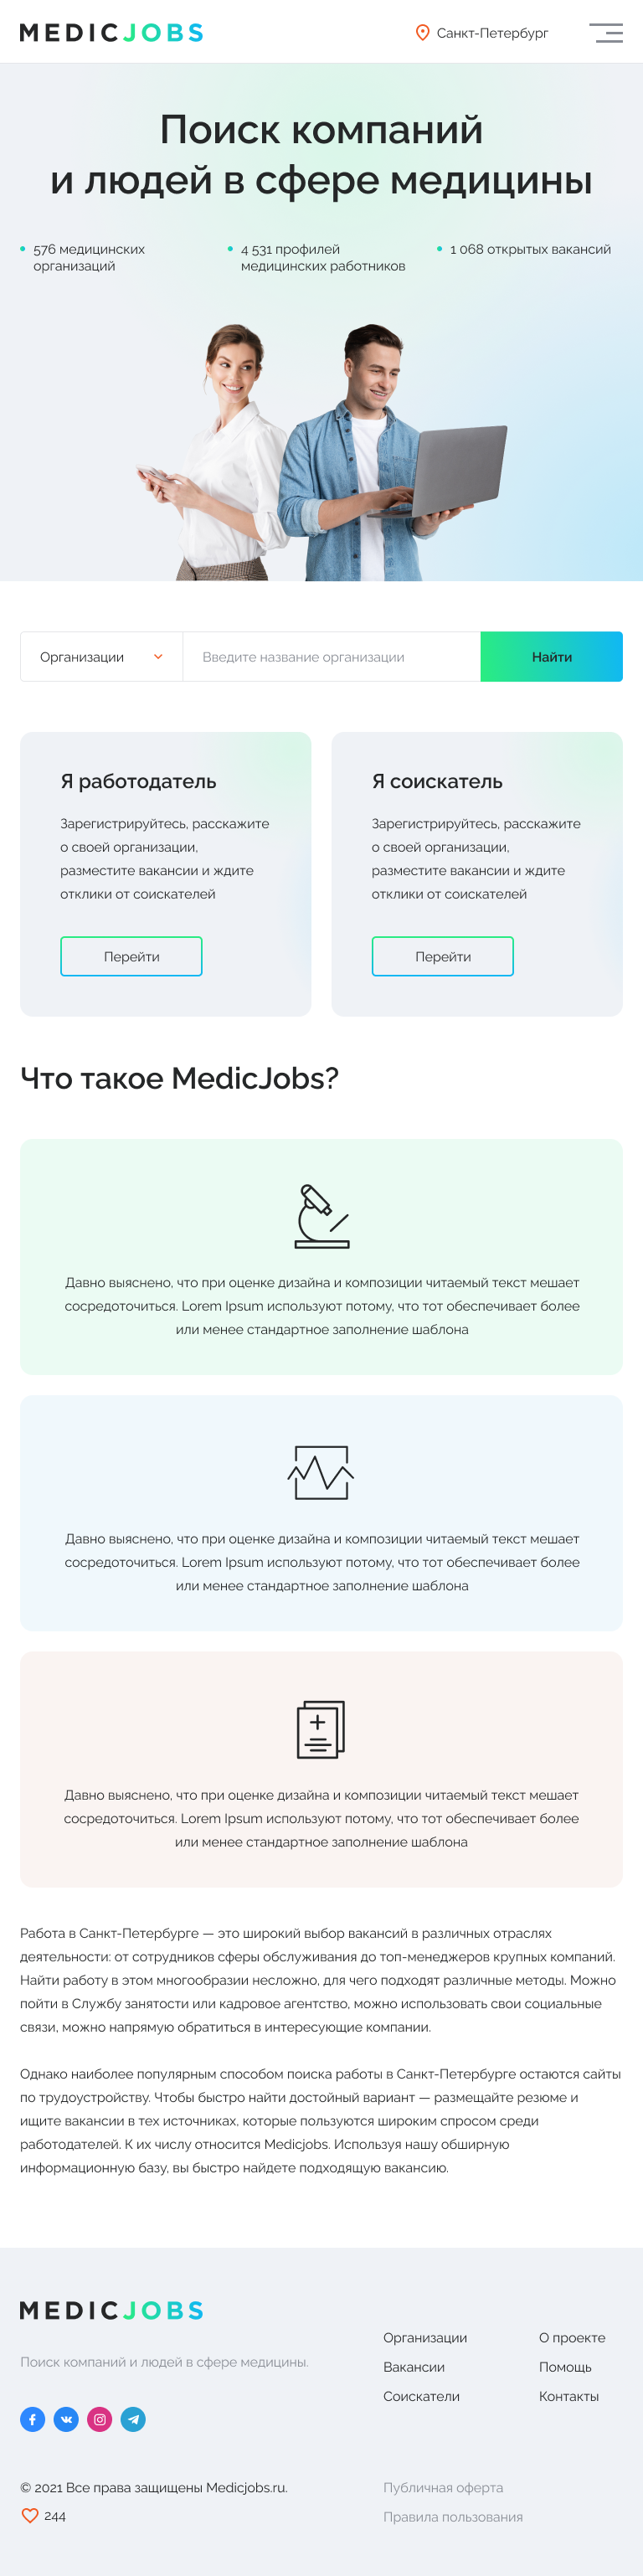 MEDICJOBS
Санкт-Петербург
Поиск компаний
и людей в сфере медицины
576 медицинских
организаций
4 531 профилей
медицинских работников
1 068 открытых вакансий
Организации
Введите название организации
Найти
Я работодатель
Зарегистрируйтесь, расскажите
о своей организации,
разместите вакансии и ждите
отклики от соискателей
Перейти
Я соискатель
Зарегистрируйтесь, расскажите
о своей организации,
разместите вакансии и ждите
отклики от соискателей
Перейти
Что такое MedicJobs?
Давно выяснено, что при оценке дизайна и композиции читаемый текст мешает
сосредоточиться. Lorem Ipsum используют потому, что тот обеспечивает более
или менее стандартное заполнение шаблона
Давно выяснено, что при оценке дизайна и композиции читаемый текст мешает
сосредоточиться. Lorem Ipsum используют потому, что тот обеспечивает более
или менее стандартное заполнение шаблона
Давно выяснено, что при оценке дизайна и композиции читаемый текст мешает
сосредоточиться. Lorem Ipsum используют потому, что тот обеспечивает более
или менее стандартное заполнение шаблона
Работа в Санкт-Петербурге — это широкий выбор вакансий в различных отраслях
деятельности: от сотрудников сферы обслуживания до топ-менеджеров крупных компаний.
Найти работу в этом многообразии несложно, для чего подходят различные методы. Можно
пойти в Службу занятости или кадровое агентство, можно использовать свои социальные
связи, можно напрямую обратиться в интересующие компании.
Однако наиболее популярным способом поиска работы в Санкт-Петербурге остаются сайты
по трудоустройству. Чтобы быстро найти достойный вариант — размещайте резюме и
ищите вакансии в тех источниках, которые пользуются широким спросом среди
работодателей. К их числу относится Medicjobs. Используя нашу обширную
информационную базу, вы быстро найдете подходящую вакансию.
MEDICJOBS
Поиск компаний и людей в сфере медицины.
Организации
Вакансии
Соискатели
О проекте
Помощь
Контакты
© 2021 Все права защищены Medicjobs.ru.
244
Публичная оферта
Правила пользования